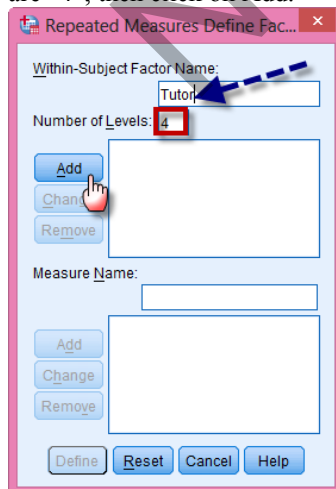 Repeated Measures Define Fac...
Within-Subject Factor Name:
Tutor
Number of Levels: 4
Add
Change
Remove
Measure Name:
Add
Change
Remove
Define Reset Cancel Help